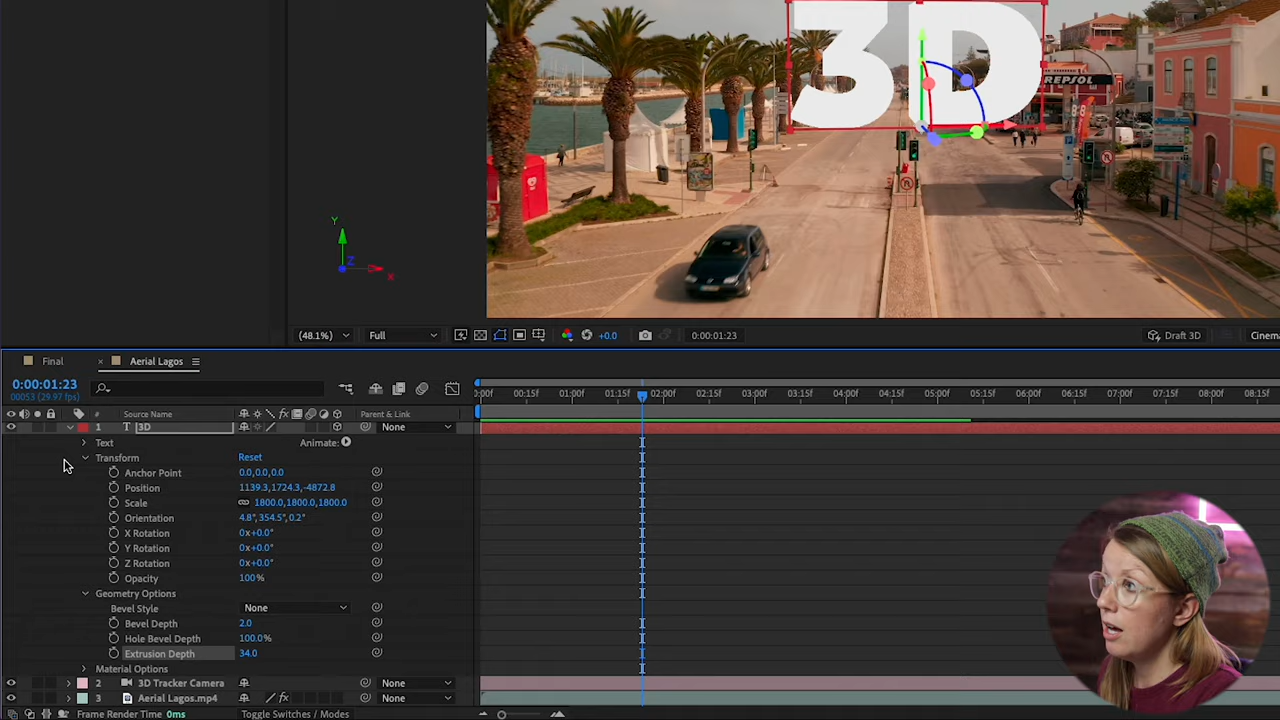 3D
REPSOL
Y
Z
X
(48.1%)
Full
+0.0
0:00:01:23
Draft 3D
Cinem
Final
× Aerial Lagos
0:00:01:23
00053 (29.97 fps)
:00f 00:15f 01:00f 01:15f 02:00f 02:15f 03:00f 03:15f 04:00f 04:15f 05:00f 05:15f 06:00f 06:15f 07:00f 07:15f 08:00f 08:15f
# Source Name
Parent & Link
1 T 3D
None
Text
Animate:
Transform
Reset
Anchor Point
0.0,0.0,0.0
Position
1139.3,1724.3,-4872.8
Scale
1800.0,1800.0,1800.0
Orientation
4.8°,354.5°,0.2°
X Rotation
0x+0.0°
Y Rotation
0x+0.0°
Z Rotation
0x+0.0°
Opacity
100%
Geometry Options
Bevel Style
None
Bevel Depth
2.0
Hole Bevel Depth
100.0%
Extrusion Depth
34.0
Material Options
2 3D Tracker Camera
None
3 Aerial Lagos.mp4
fx
None
Frame Render Time 0ms
Toggle Switches / Modes